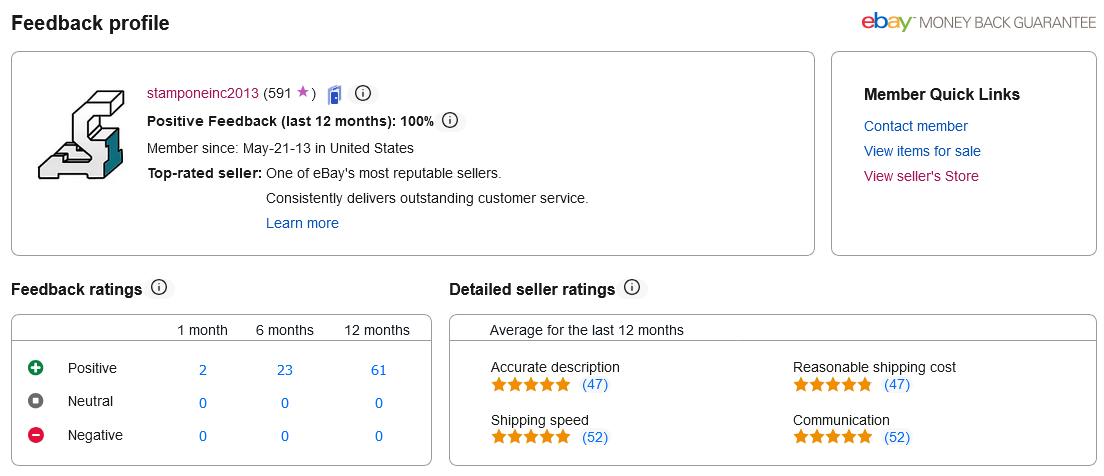 Feedback profile
ebay MONEY BACK GUARANTEE
stamponeinc2013 (591 ★)
Positive Feedback (last 12 months): 100%
Member since: May-21-13 in United States
Top-rated seller: One of eBay's most reputable sellers.
Consistently delivers outstanding customer service.
Learn more
Member Quick Links
Contact member
View items for sale
View seller's Store
Feedback ratings
1 month 6 months 12 months
Positive 2 23 61
Neutral 0 0 0
Negative 0 0 0
Detailed seller ratings
Average for the last 12 months
Accurate description
(47)
Reasonable shipping cost
(47)
Shipping speed
(52)
Communication
(52)